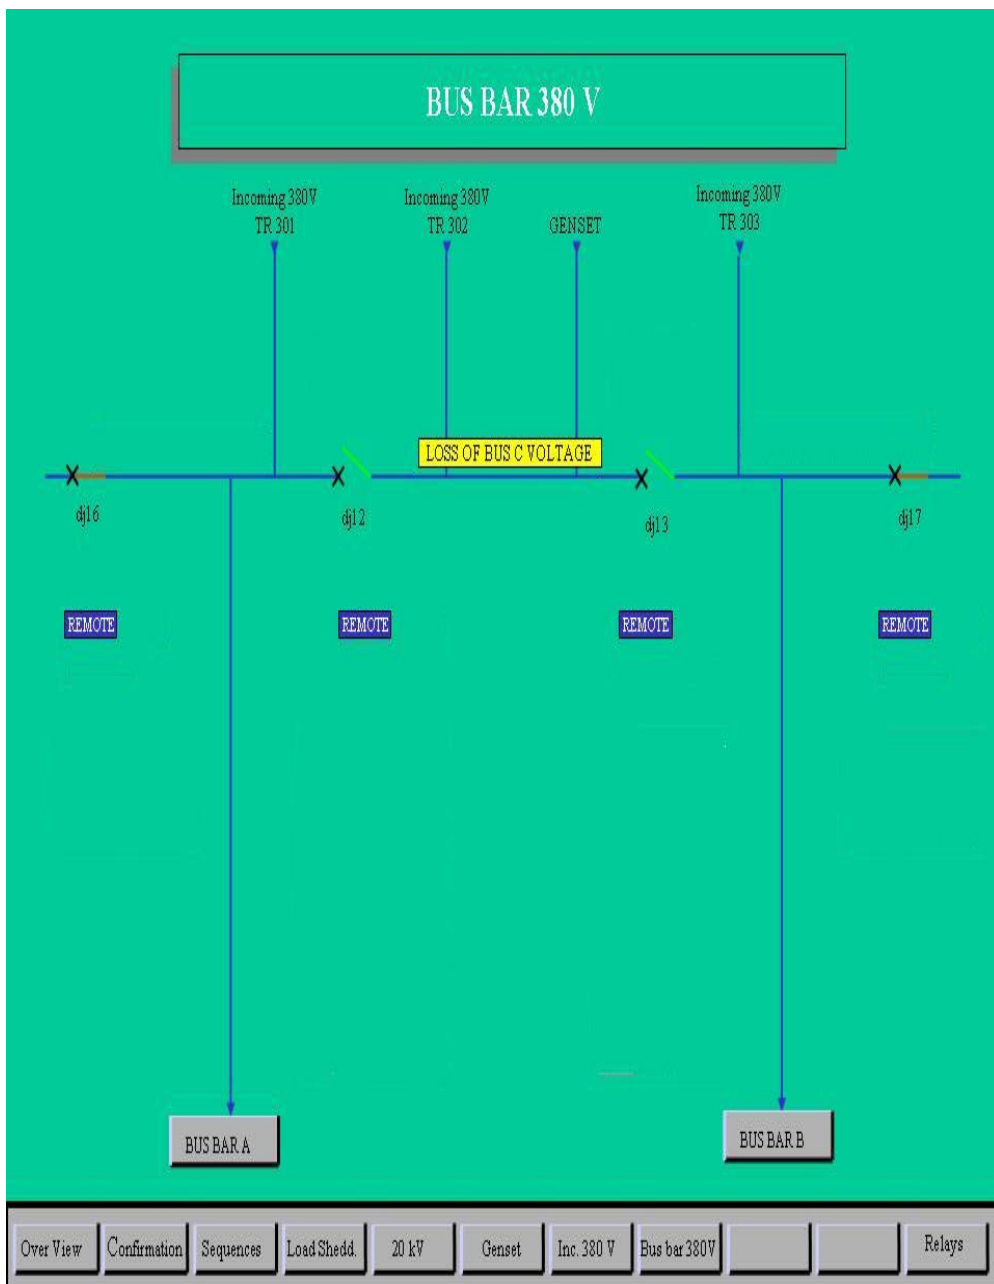 BUS BAR 380 V
Incoming 380V
TR 301
Incoming 380V
TR 302
GENSET
Incoming 380V
TR 303
LOSS OF BUS C VOLTAGE
dj16
dj12
dj13
dj17
REMOTE
REMOTE
REMOTE
REMOTE
BUS BAR A
BUS BAR B
Over View
Confirmation
Sequences
Load Shedd.
20 kV
Genset
Inc. 380 V
Bus bar 380V
Relays